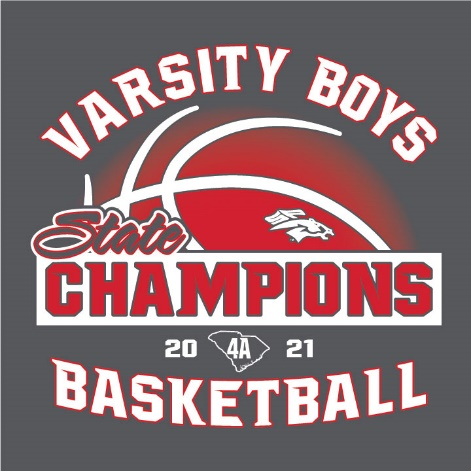 VARSITY BOYS
State
CHAMPIONS
20 4A 21
BASKETBALL